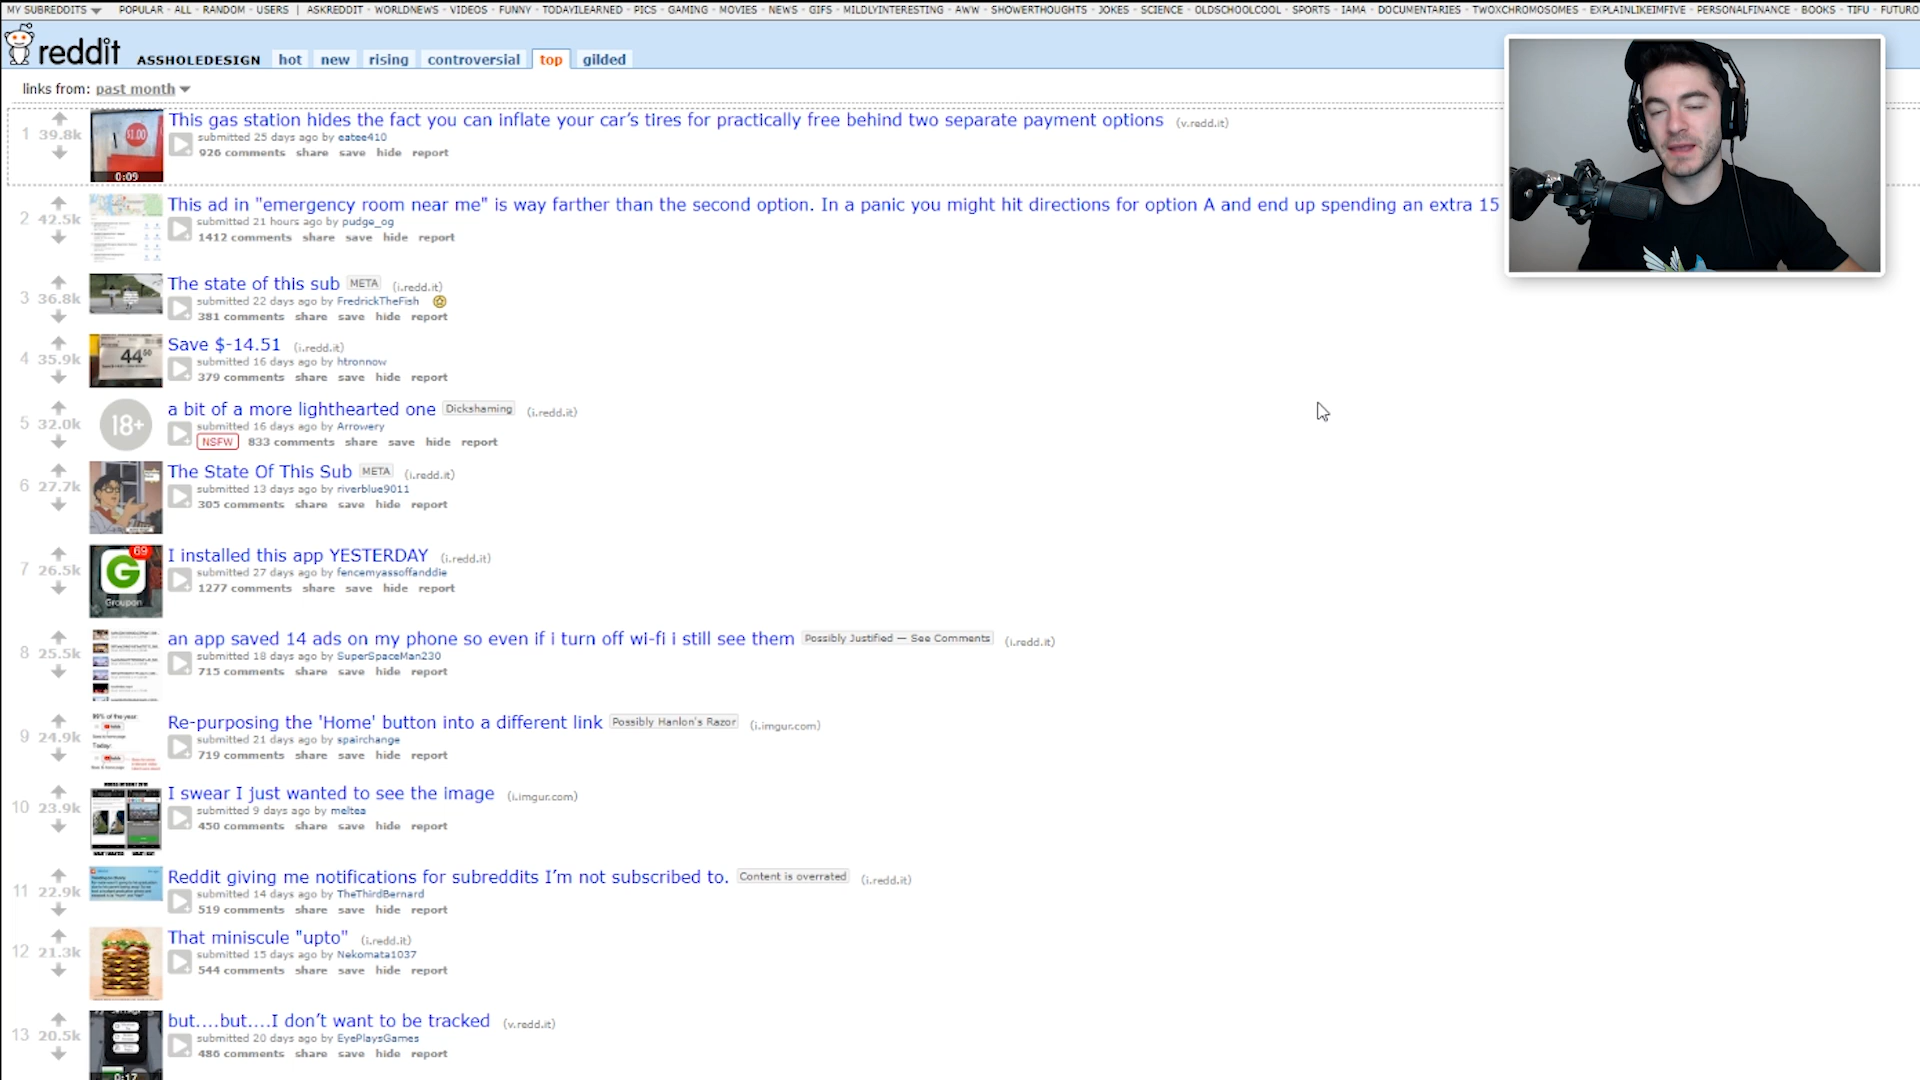 MY SUBREDDITS POPULAR - ALL - RANDOM - USERS | ASKREDDIT - WORLDNEWS - VIDEOS - FUNNY - TODAYILEARNED - PICS - GAMING - MOVIES - NEWS - GIFS - MILDLYINTERESTING - AWW - SHOWERTHOUGHTS - JOKES - SCIENCE - OLDSCHOOLCOOL - SPORTS - IAMA - DOCUMENTARIES - TWOXCHROMOSOMES - EXPLAINLIKEIMFIVE - PERSONALFINANCE - BOOKS - TIFU - FUTURO
reddit ASSHOLEDESIGN hot new rising controversial top gilded
links from: past month
1 39.8k This gas station hides the fact you can inflate your car's tires for practically free behind two separate payment options (v.redd.it)
$1.00
submitted 25 days ago by eatee410
926 comments share save hide report
0:09
2 42.5k This ad in "emergency room near me" is way farther than the second option. In a panic you might hit directions for option A and end up spending an extra 15
submitted 21 hours ago by pudge_og
1412 comments share save hide report
3 36.8k The state of this sub META (i.redd.it)
submitted 22 days ago by FredrickTheFish
381 comments share save hide report
4 35.9k Save $-14.51 (i.redd.it)
44
submitted 16 days ago by htronnow
379 comments share save hide report
5 32.0k 18+ a bit of a more lighthearted one Dickshaming (i.redd.it)
submitted 16 days ago by Arrowery
NSFW 833 comments share save hide report
6 27.7k The State Of This Sub META (i.redd.it)
submitted 13 days ago by riverblue9011
305 comments share save hide report
7 26.5k I installed this app YESTERDAY (i.redd.it)
69
G
submitted 27 days ago by fencemyassoffanddie
1277 comments share save hide report
Groupon
8 25.5k an app saved 14 ads on my phone so even if i turn off wi-fi i still see them Possibly Justified — See Comments (i.redd.it)
submitted 18 days ago by SuperSpaceMan230
715 comments share save hide report
9 24.9k Re-purposing the 'Home' button into a different link Possibly Hanlon's Razor (i.imgur.com)
99% of the year:
submitted 21 days ago by spairchange
Today:
719 comments share save hide report
10 23.9k I swear I just wanted to see the image (i.imgur.com)
submitted 9 days ago by meltea
450 comments share save hide report
11 22.9k Reddit giving me notifications for subreddits I'm not subscribed to. Content is overrated (i.redd.it)
submitted 14 days ago by TheThirdBernard
519 comments share save hide report
12 21.3k That miniscule "upto" (i.redd.it)
submitted 15 days ago by Nekomata1037
544 comments share save hide report
13 20.5k but....but....I don't want to be tracked (v.redd.it)
submitted 20 days ago by EyePlaysGames
486 comments share save hide report
0:17